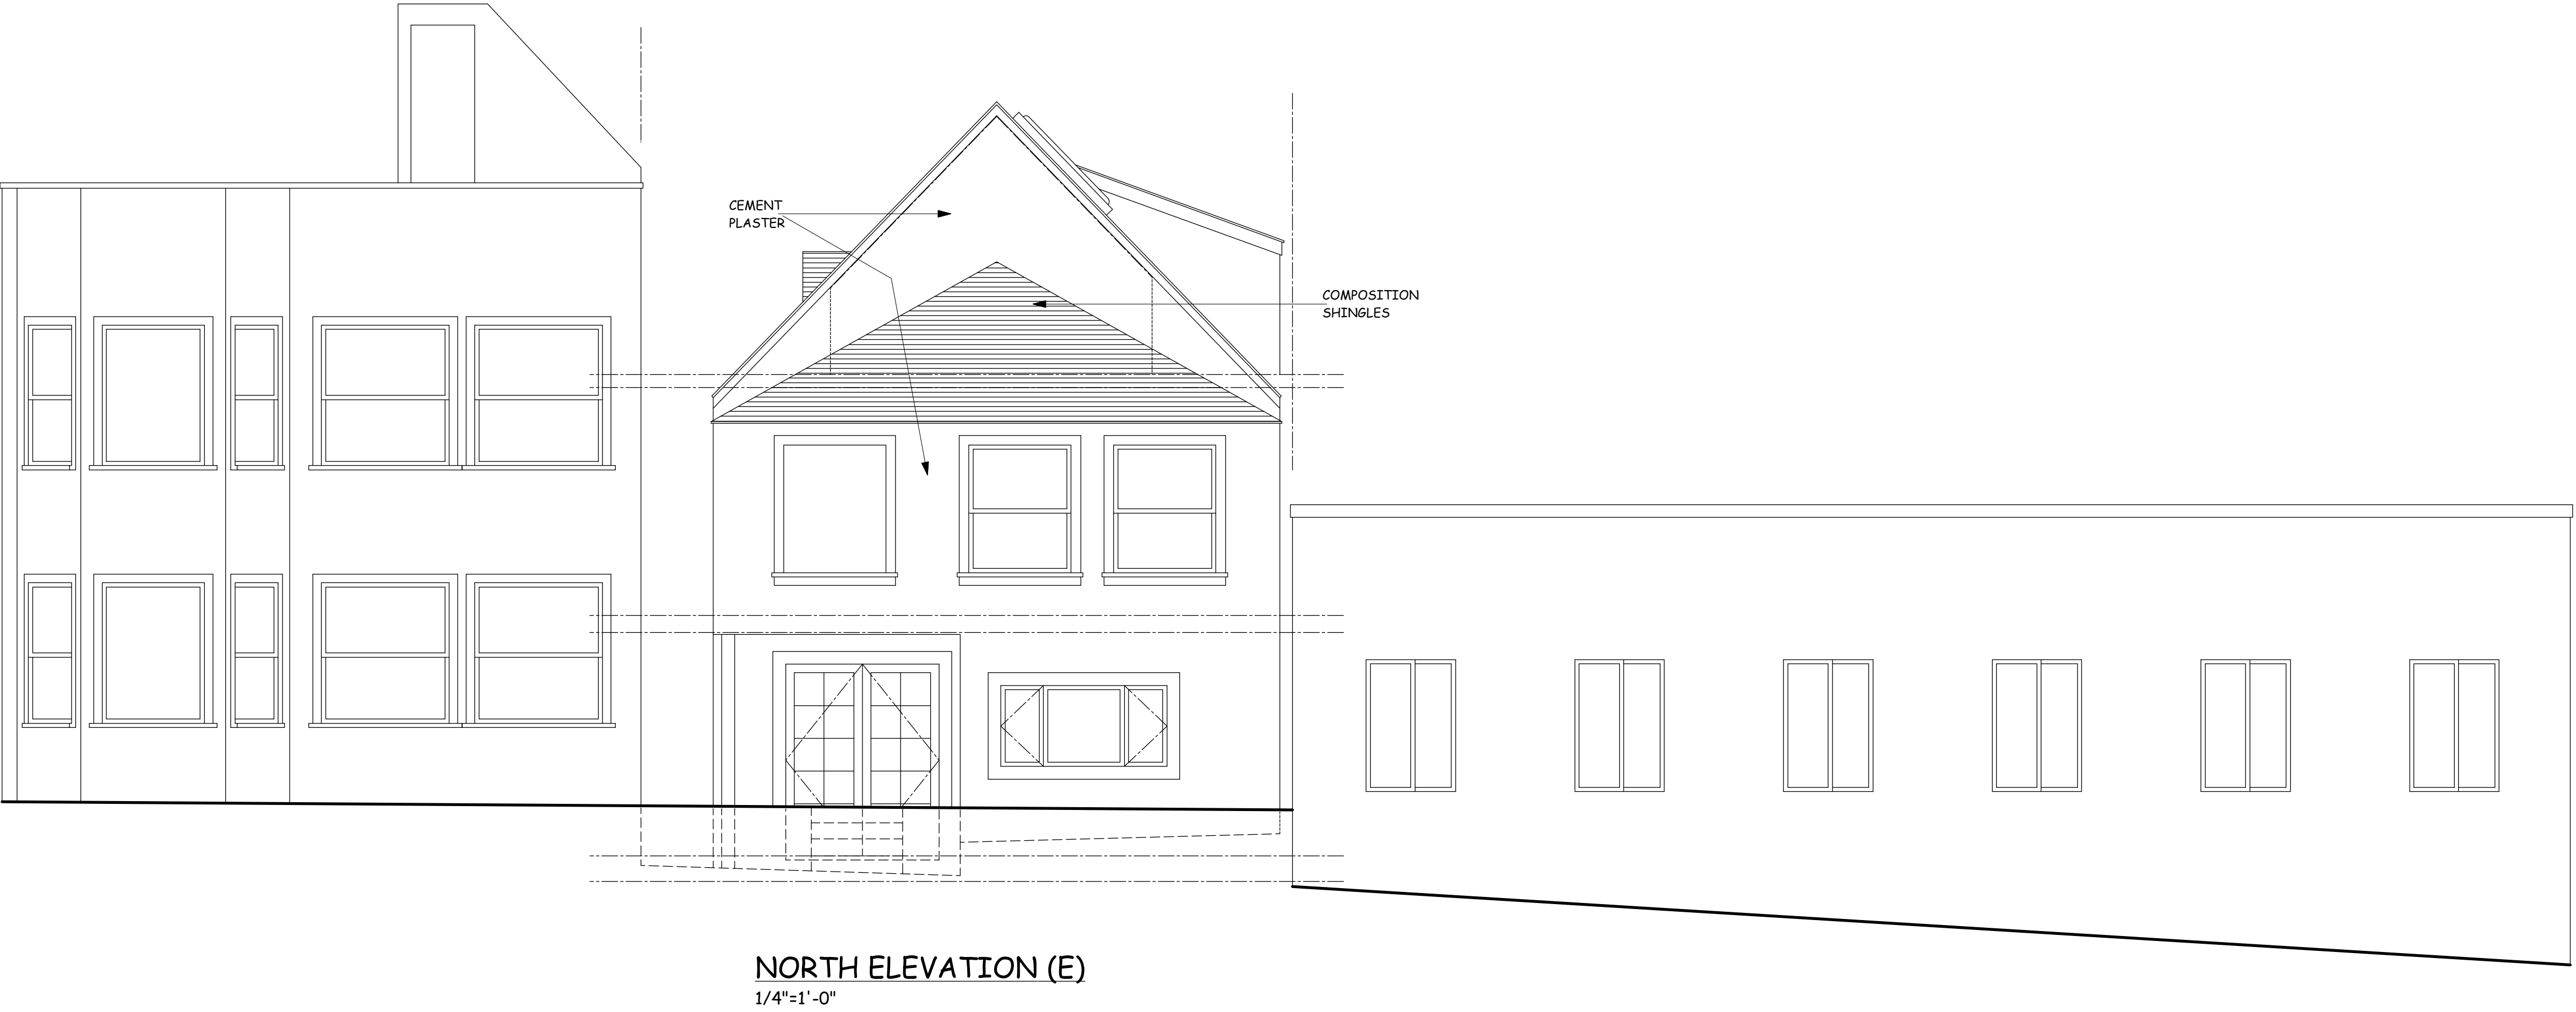 CEMENT
PLASTER
COMPOSITION
SHINGLES
NORTH ELEVATION (E)
1/4"=1'-0"